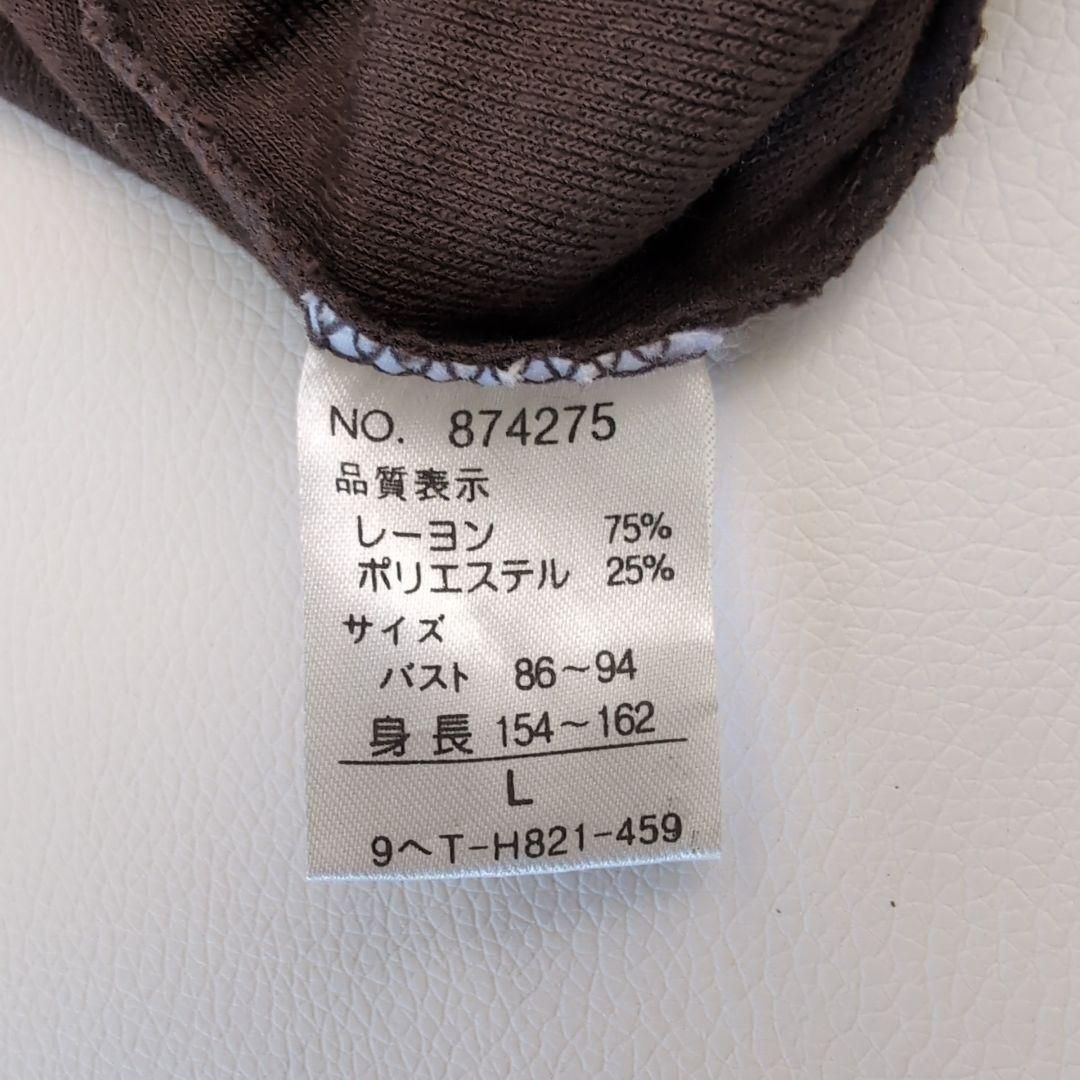 NO. 874275
品質表示
レーヨン 75%
ポリエステル 25%
サイズ
バスト 86～94
身長 154～162
L
9へT-H821-459